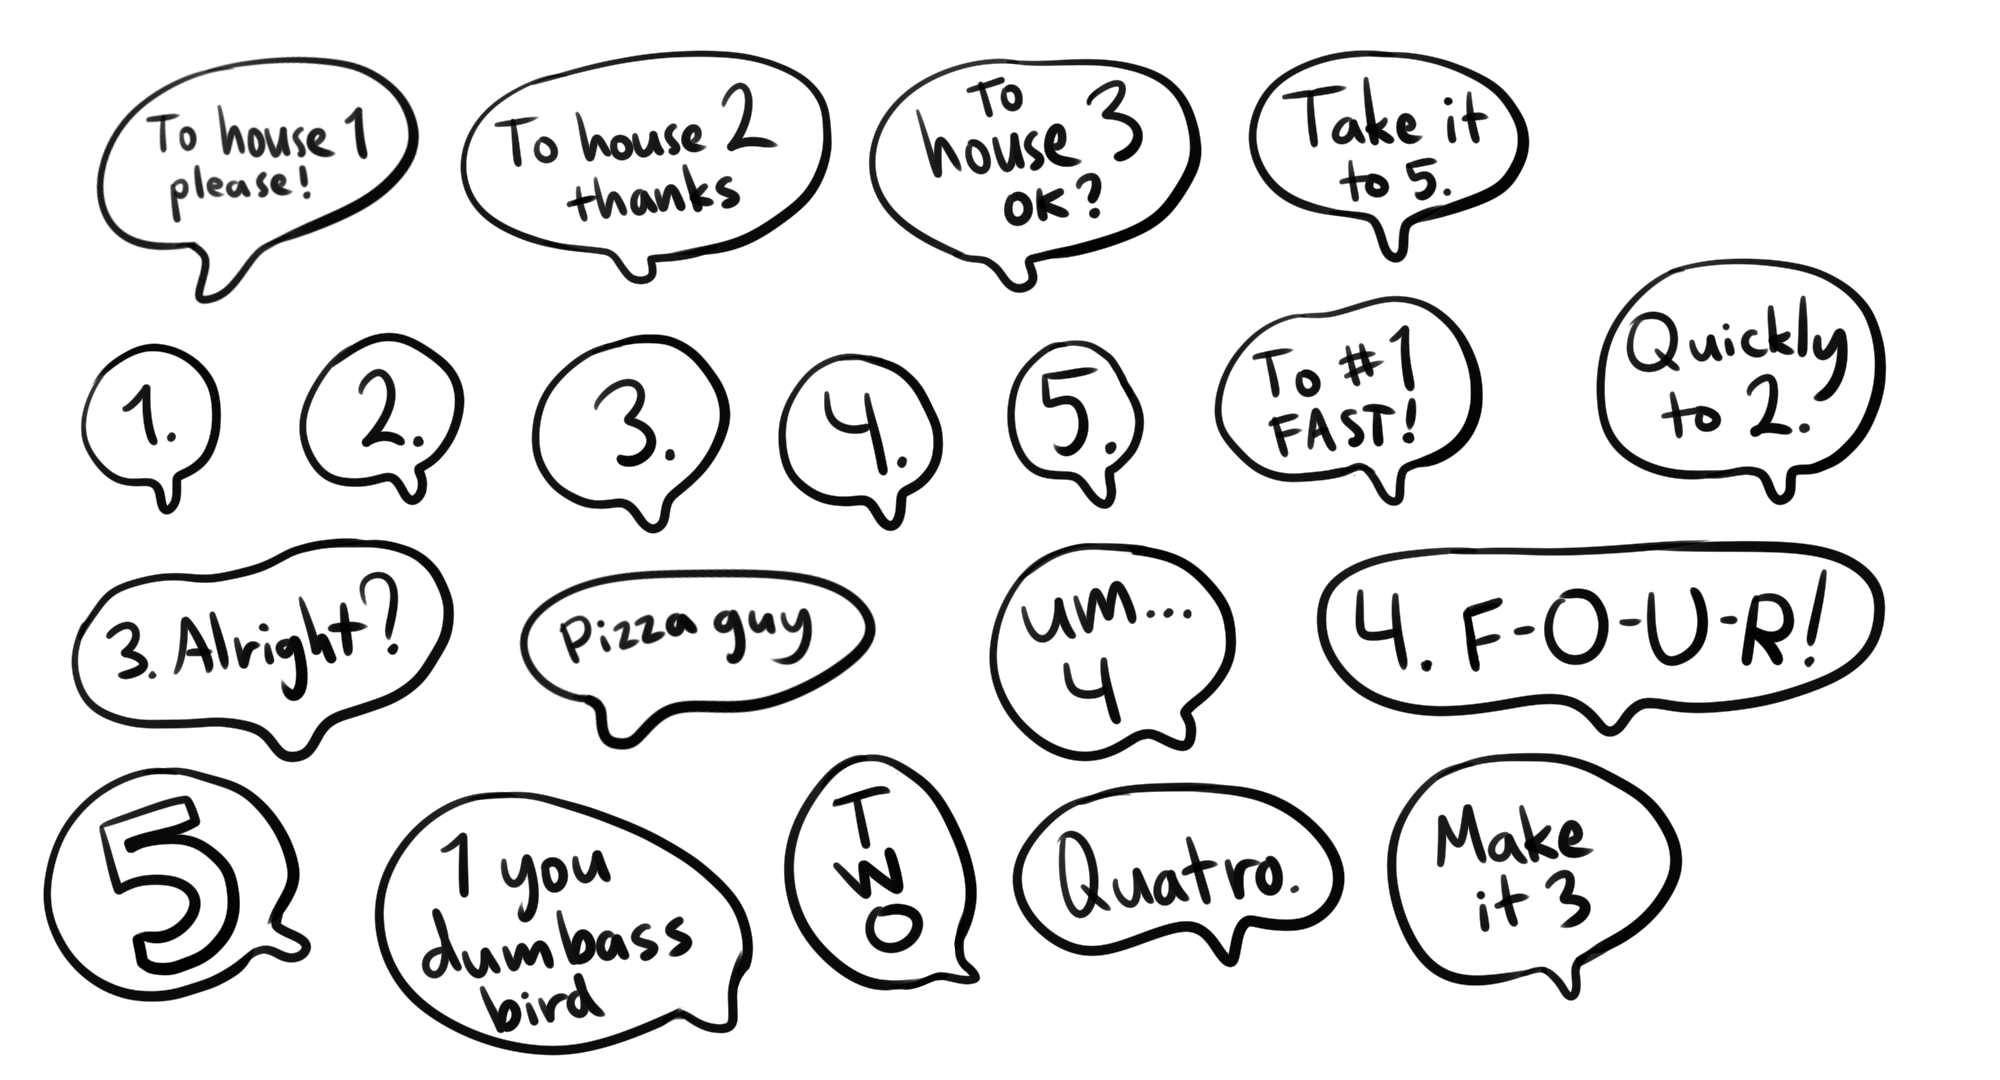 To house 1
please!
To house 2
thanks
To
house 3
OK?
Take it
to 5.
1.
2.
3.
4.
5.
To #1
FAST!
Quickly
to 2.
3. Alright?
Pizza guy
um...
4
4. F-O-U-R!
5
1 you
dumbass
bird
T
W
O
Quatro.
Make
it 3